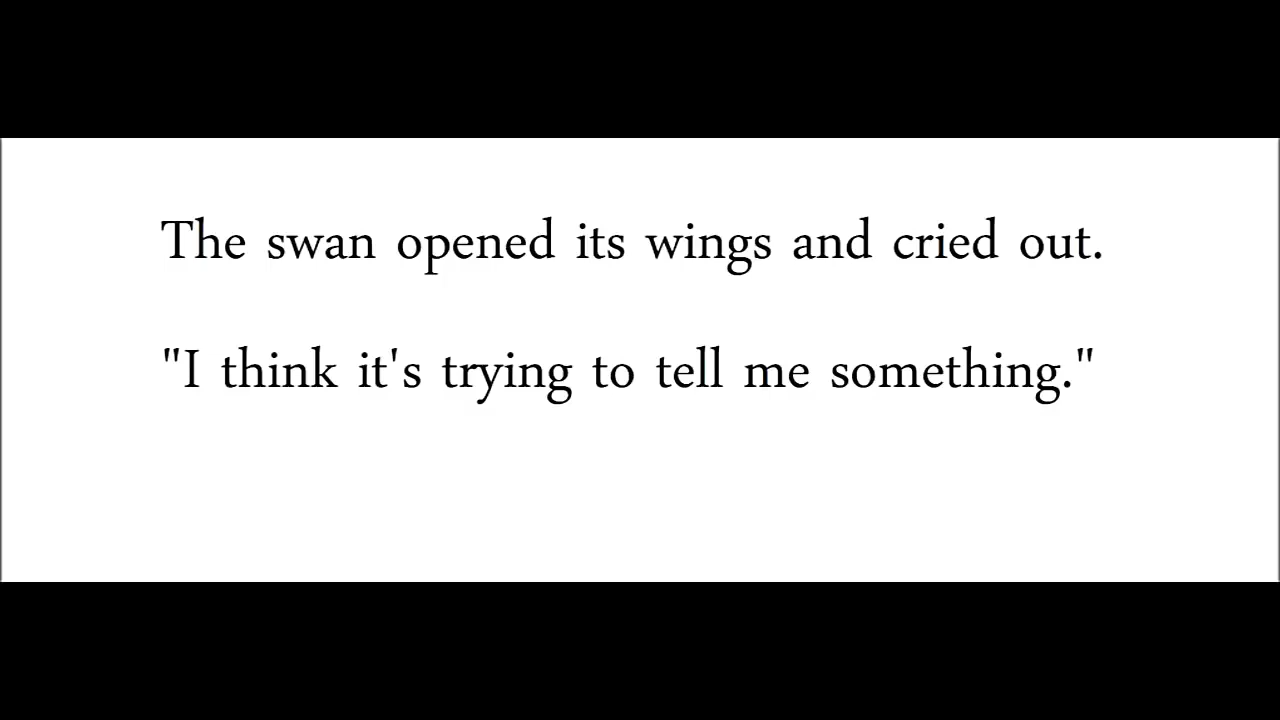 The swan opened its wings and cried out.
"I think it's trying to tell me something."